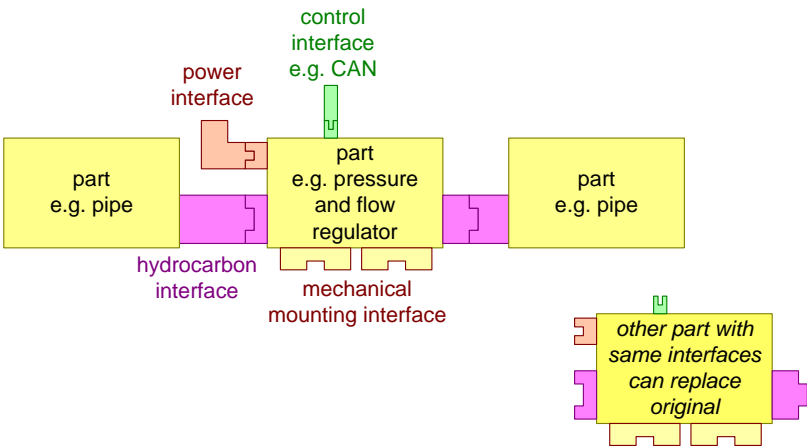 control
interface
e.g. CAN
power
interface
part
e.g. pipe
part
e.g. pressure
and flow
regulator
part
e.g. pipe
hydrocarbon
interface
mechanical
mounting interface
other part with
same interfaces
can replace
original